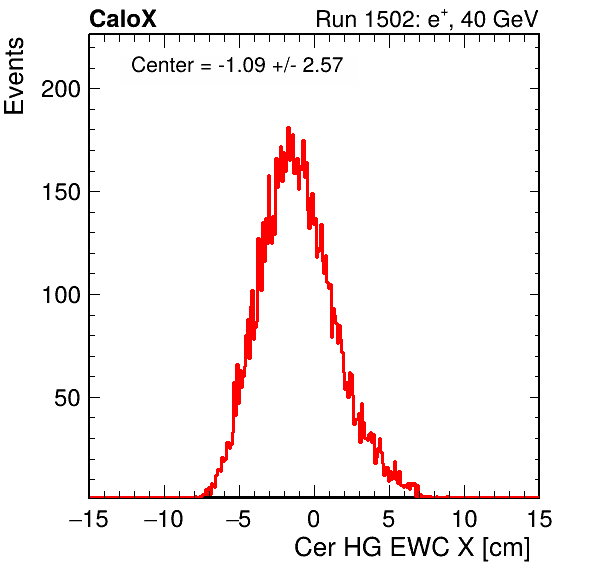 CaloX Run 1502: e⁺, 40 GeV
Center = -1.09 +/- 2.57
Events
200
150
100
50
−15 −10 −5 0 5 10 15
Cer HG EWC X [cm]